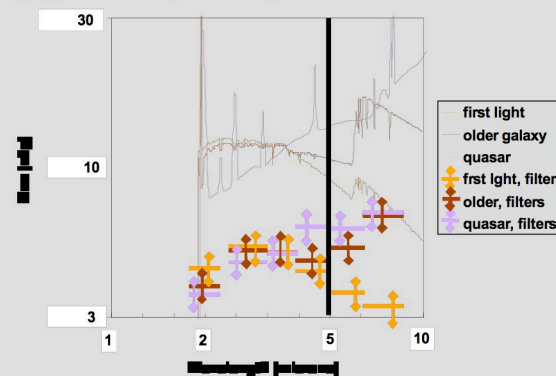 30
10
3
1
2
5
10
first light
older galaxy
quasar
frst lght, filter
older, filters
quasar, filters